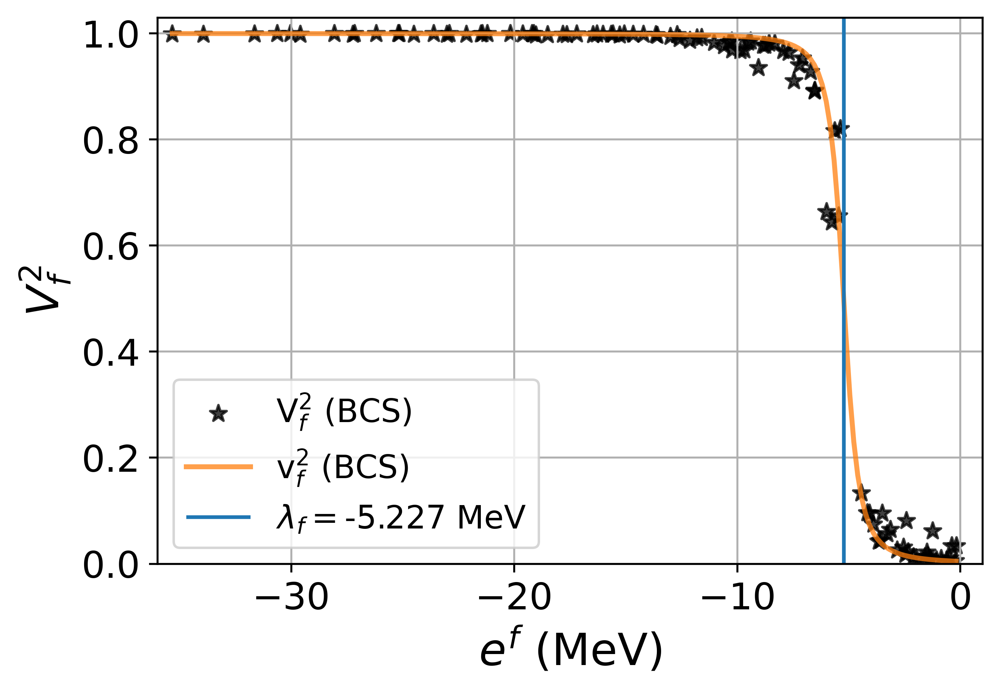 1.0
0.8
0.6
0.4
0.2
0.0
V_f^2
V_f^2 (BCS)
v_f^2 (BCS)
λ_f = -5.227 MeV
−30 −20 −10 0
e^f (MeV)